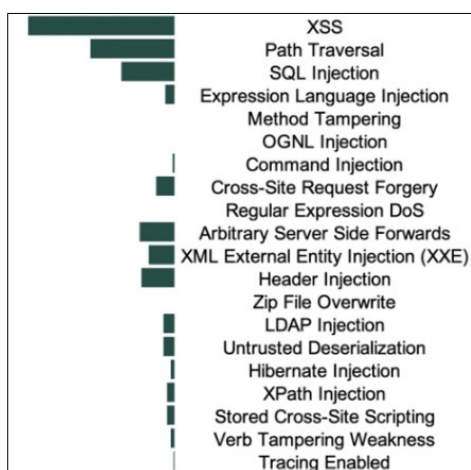 XSS
Path Traversal
SQL Injection
Expression Language Injection
Method Tampering
OGNL Injection
Command Injection
Cross-Site Request Forgery
Regular Expression DoS
Arbitrary Server Side Forwards
XML External Entity Injection (XXE)
Header Injection
Zip File Overwrite
LDAP Injection
Untrusted Deserialization
Hibernate Injection
XPath Injection
Stored Cross-Site Scripting
Verb Tampering Weakness
Tracing Enabled